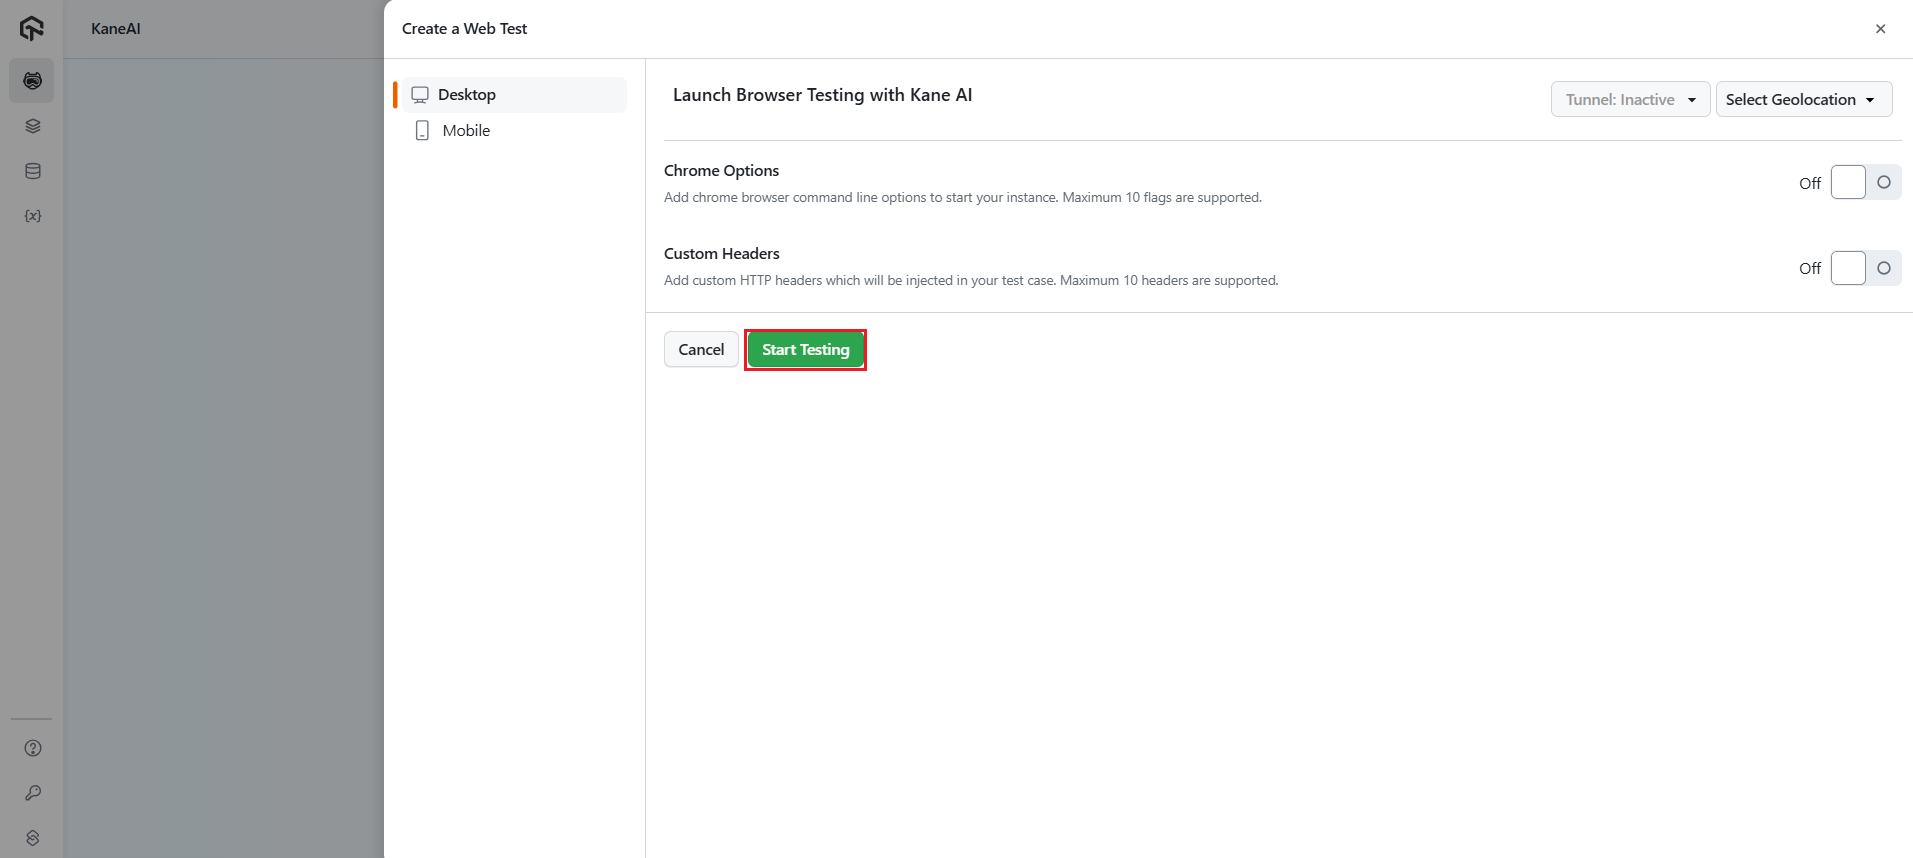 KaneAI
Create a Web Test
Desktop
Mobile
Launch Browser Testing with Kane AI
Tunnel: Inactive
Select Geolocation
Chrome Options
Add chrome browser command line options to start your instance. Maximum 10 flags are supported.
Off
Custom Headers
Add custom HTTP headers which will be injected in your test case. Maximum 10 headers are supported.
Off
Cancel
Start Testing
{x}